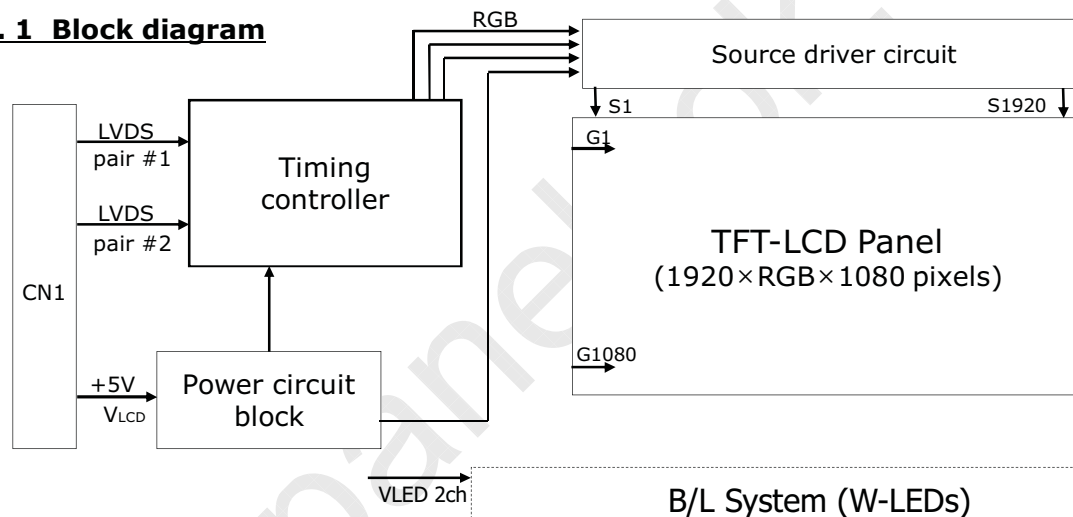 . 1 Block diagram
RGB
Source driver circuit
S1
S1920
CN1
LVDS
pair #1
LVDS
pair #2
Timing
controller
G1
TFT-LCD Panel
(1920×RGB×1080 pixels)
G1080
+5V
VLCD
Power circuit
block
VLED 2ch
B/L System (W-LEDs)